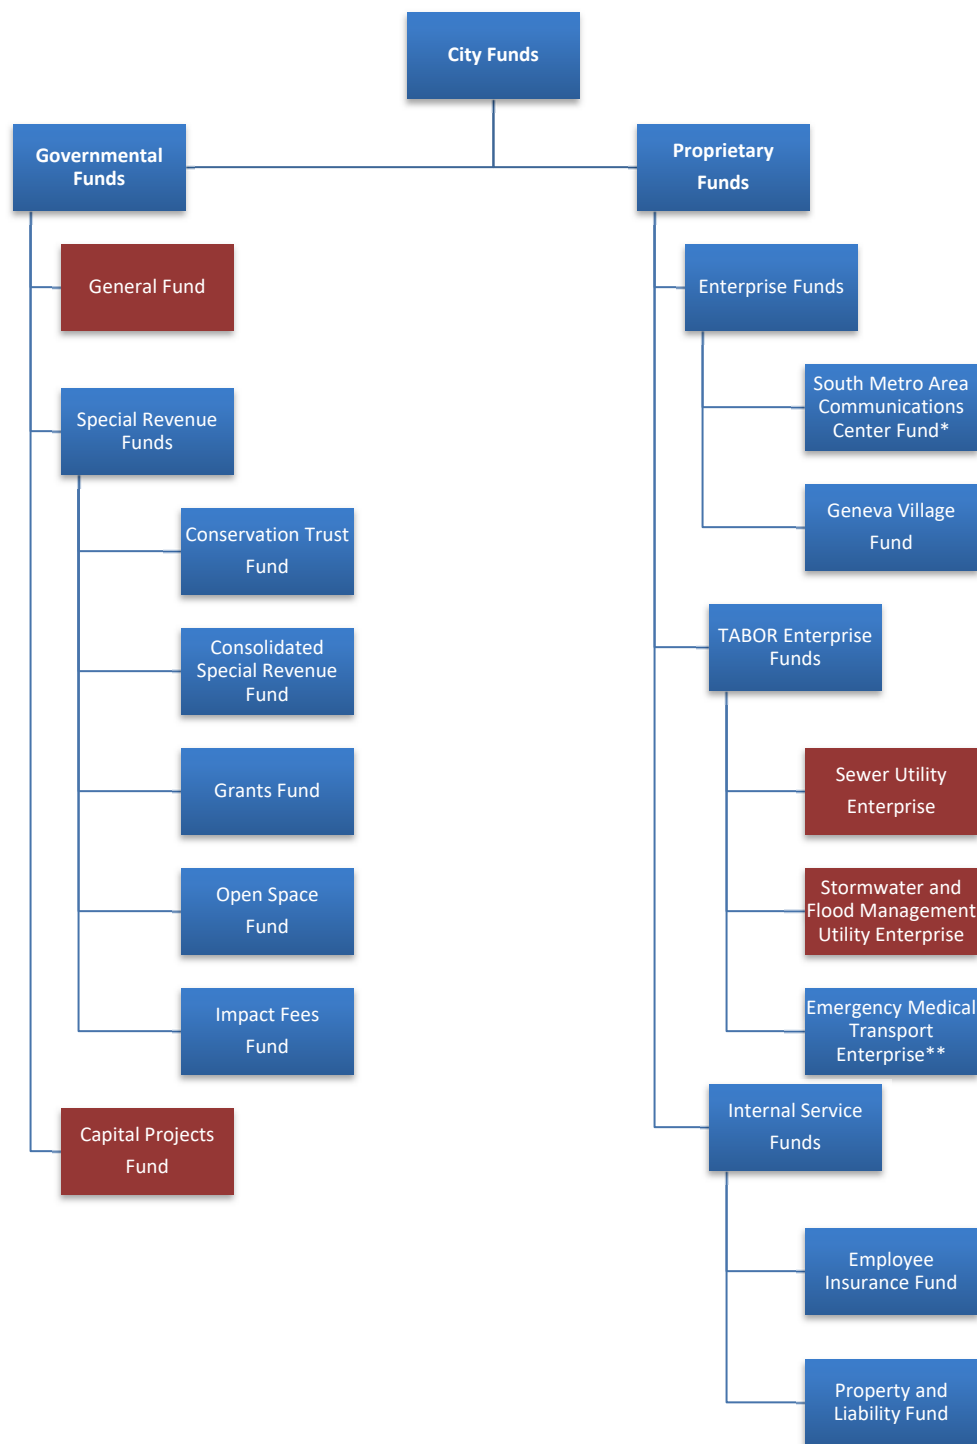 City Funds
Governmental
Funds
General Fund
Special Revenue
Funds
Conservation Trust
Fund
Consolidated
Special Revenue
Fund
Grants Fund
Open Space
Fund
Impact Fees
Fund
Capital Projects
Fund
Proprietary
Funds
Enterprise Funds
South Metro Area
Communications
Center Fund*
Geneva Village
Fund
TABOR Enterprise
Funds
Sewer Utility
Enterprise
Stormwater and
Flood Management
Utility Enterprise
Emergency Medical
Transport
Enterprise**
Internal Service
Funds
Employee
Insurance Fund
Property and
Liability Fund